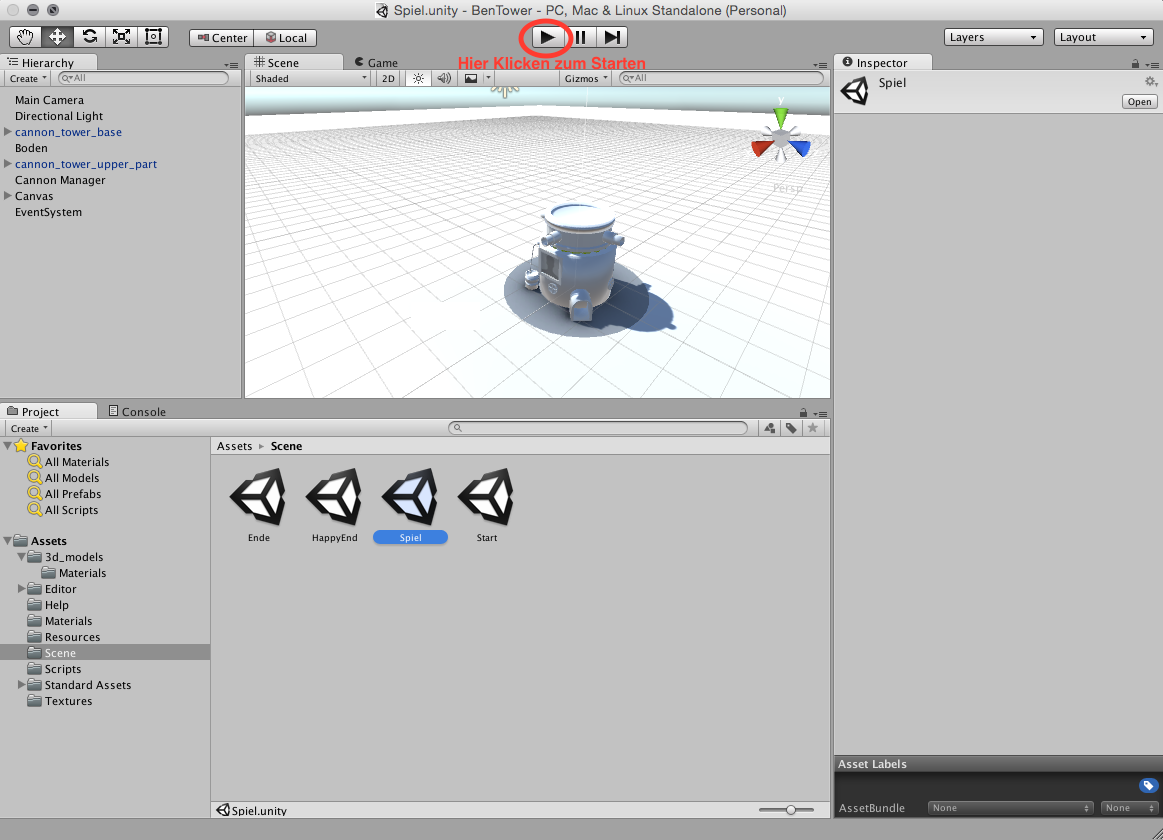 Spiel.unity - BenTower - PC, Mac & Linux Standalone (Personal)
Center Local
Layers Layout
Hier Klicken zum Starten
Hierarchy
Create All
Main Camera
Directional Light
cannon_tower_base
Boden
cannon_tower_upper_part
Cannon Manager
Canvas
EventSystem
Scene Game
Shaded 2D Gizmos All
y
Persp
Inspector
Spiel
Open
Project Console
Create
Favorites
All Materials
All Models
All Prefabs
All Scripts
Assets
3d_models
Materials
Editor
Help
Materials
Resources
Scene
Scripts
Standard Assets
Textures
Assets Scene
Ende HappyEnd Spiel Start
Spiel.unity
Asset Labels
AssetBundle None None